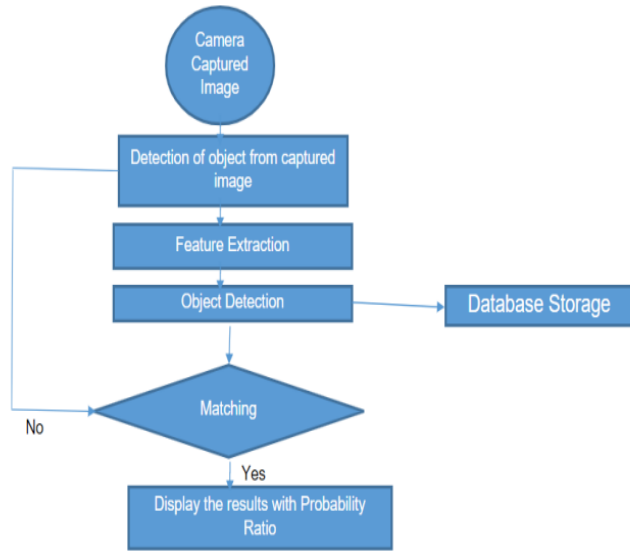 Camera
Captured
Image
Detection of object from captured
image
Feature Extraction
Object Detection
Database Storage
Matching
No
Yes
Display the results with Probability
Ratio